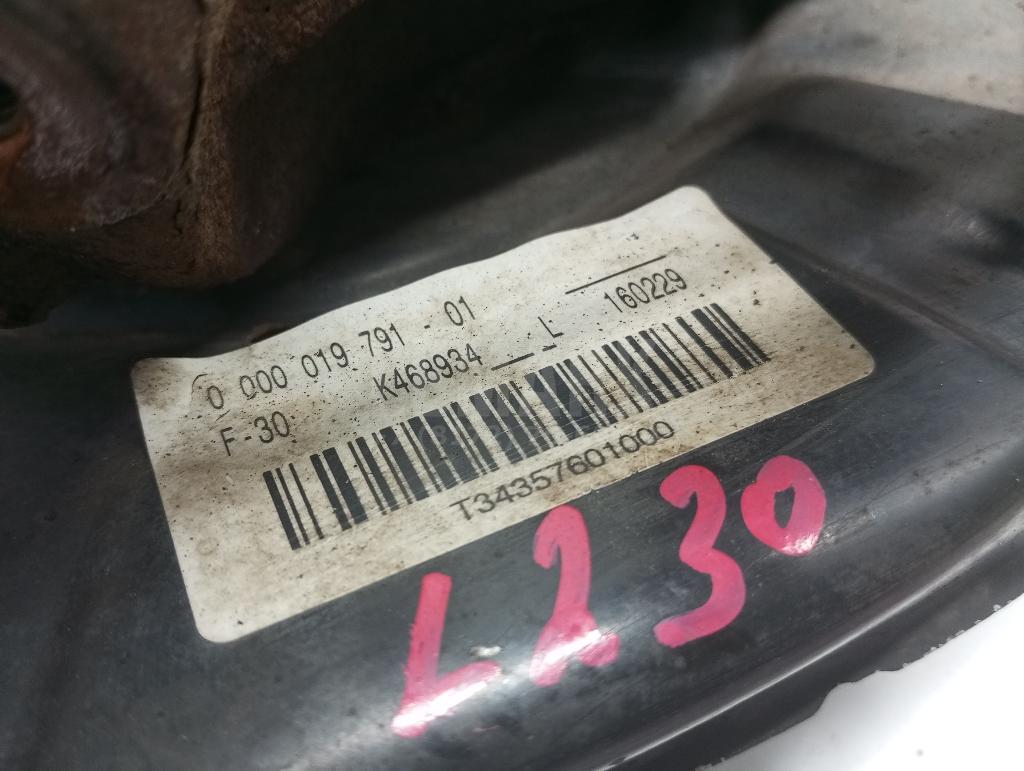 0 000 019 791 - 01
F-30 K468934 L 160229
T34357601000
L230